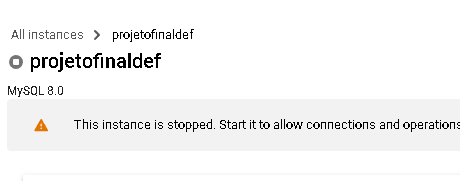 All instances > projetofinaldef
projetofinaldef
MySQL 8.0
This instance is stopped. Start it to allow connections and operations